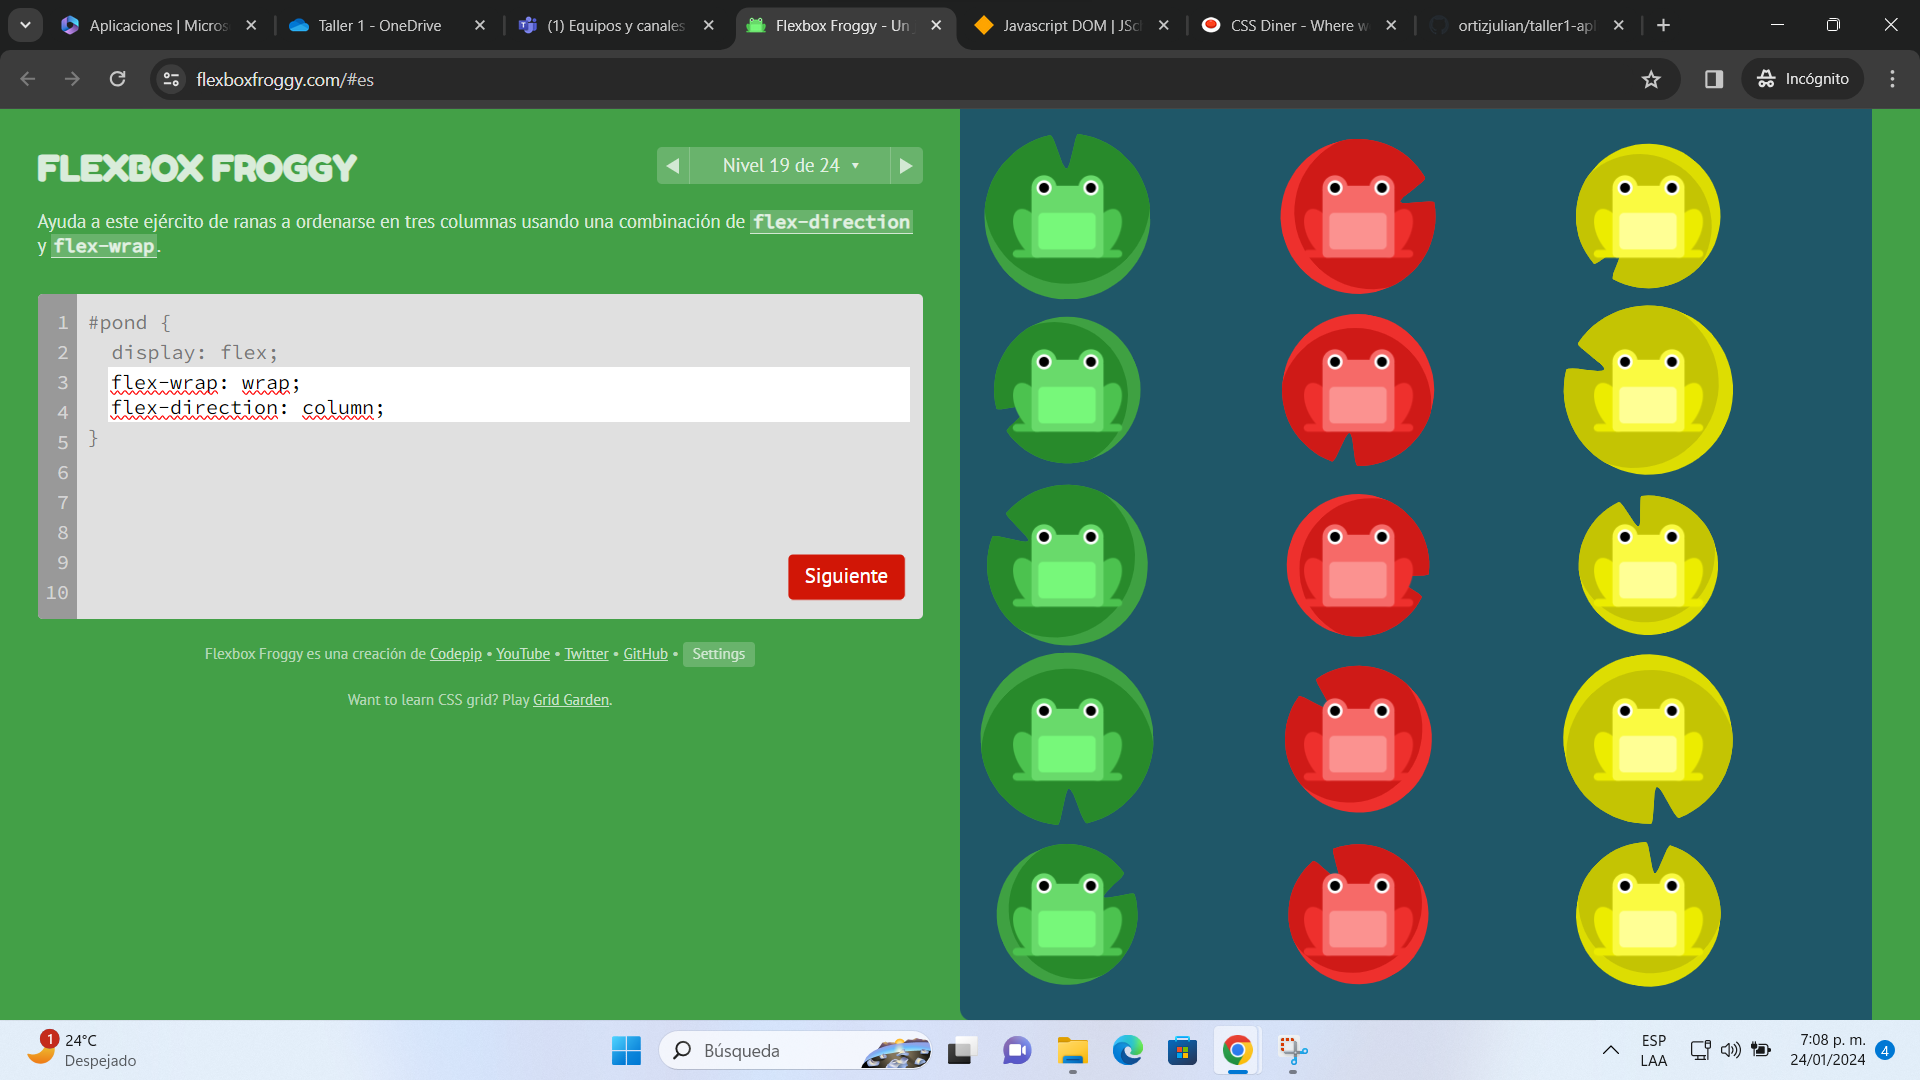 Aplicaciones | Micros
Taller 1 - OneDrive
(1) Equipos y canales
Flexbox Froggy - Un
Javascript DOM | JSc
CSS Diner - Where w
ortizjulian/taller1-apl
flexboxfroggy.com/#es
Incógnito
FLEXBOX FROGGY
Nivel 19 de 24
Ayuda a este ejército de ranas a ordenarse en tres columnas usando una combinación de flex-direction
y flex-wrap.
1 #pond {
2 display: flex;
3 flex-wrap: wrap;
4 flex-direction: column;
5 }
6
7
8
9
10
Siguiente
Flexbox Froggy es una creación de Codepip • YouTube • Twitter • GitHub • Settings
Want to learn CSS grid? Play Grid Garden.
1
24°C
Despejado
Búsqueda
ESP
LAA
7:08 p. m.
24/01/2024
4